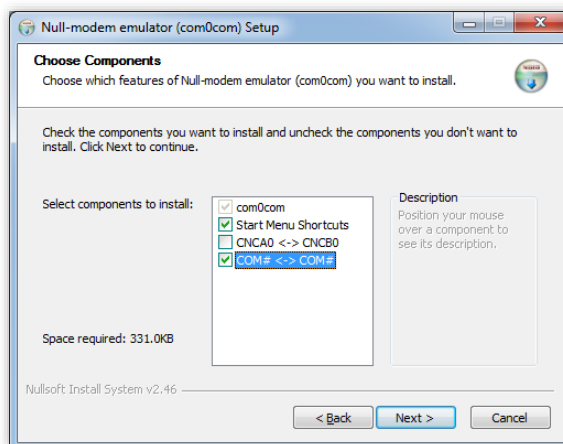 Null-modem emulator (com0com) Setup
Choose Components
Choose which features of Null-modem emulator (com0com) you want to install.
Check the components you want to install and uncheck the components you don't want to
install. Click Next to continue.
Select components to install:
com0com
Start Menu Shortcuts
CNCA0 <-> CNCB0
COM# <-> COM#
Description
Position your mouse
over a component to
see its description.
Space required: 331.0KB
Nullsoft Install System v2.46
< Back
Next >
Cancel